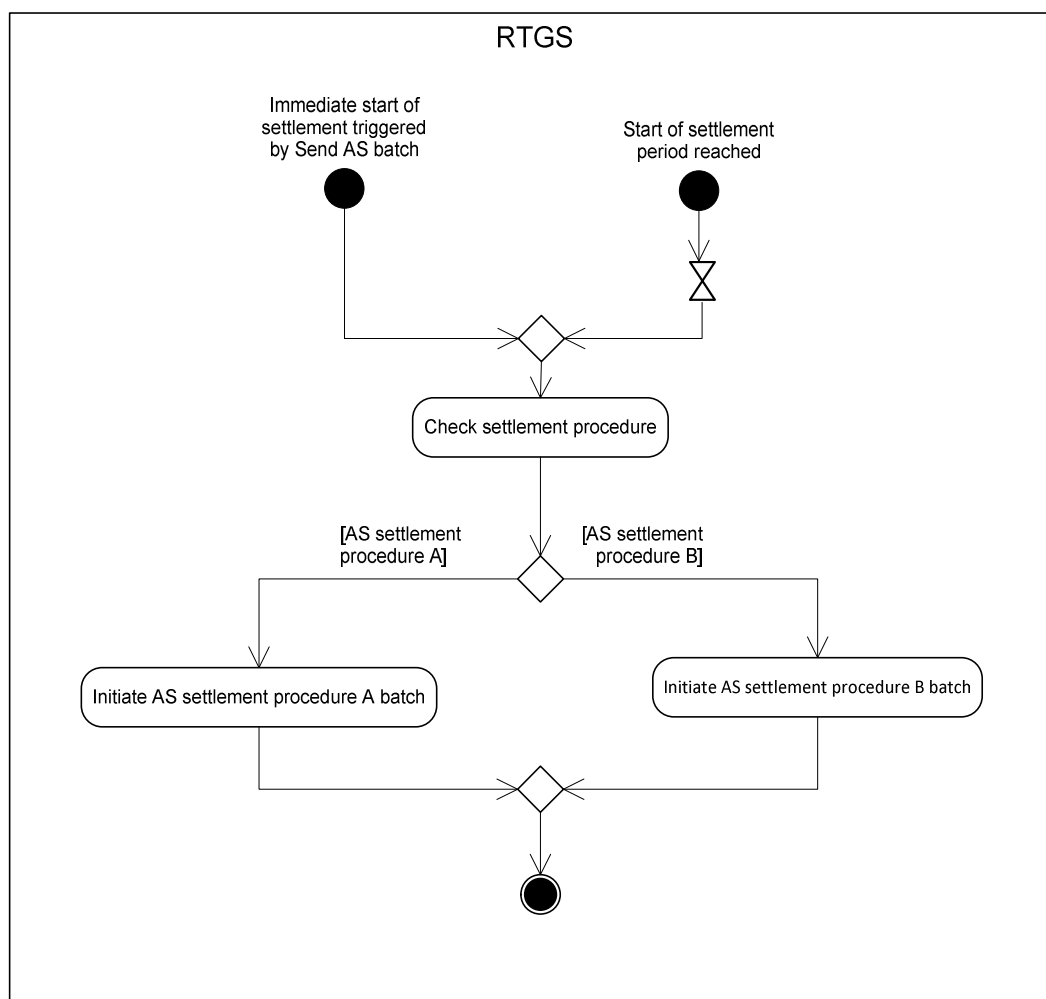 RTGS
Immediate start of
settlement triggered
by Send AS batch
Start of settlement
period reached
Check settlement procedure
[AS settlement
procedure A]
[AS settlement
procedure B]
Initiate AS settlement procedure A batch
Initiate AS settlement procedure B batch